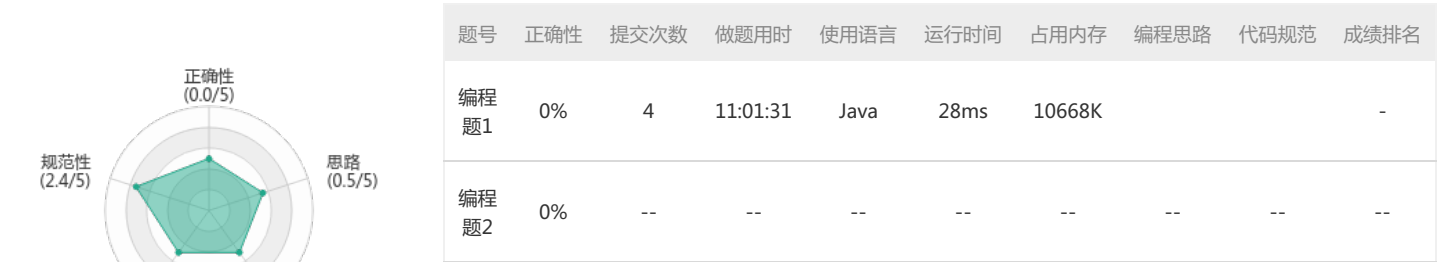 题号 正确性 提交次数 做题用时 使用语言 运行时间 占用内存 编程思路 代码规范 成绩排名
正确性
(0.0/5)
规范性
(2.4/5)
思路
(0.5/5)
编程
题1 0% 4 11:01:31 Java 28ms 10668K -
编程
题2 0% -- -- -- -- -- -- -- --